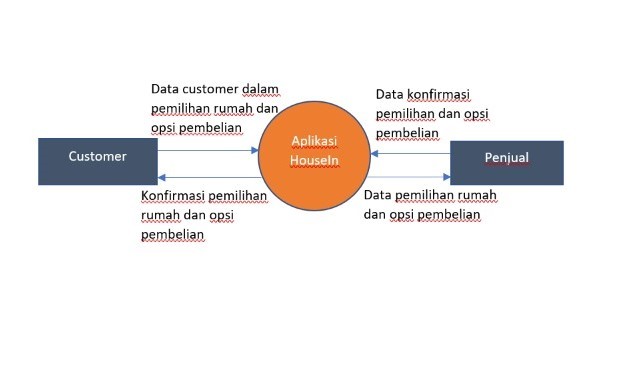 Data customer dalam
pemilihan rumah dan
opsi pembelian
Data konfirmasi
pemilihan dan opsi
pembelian
Customer
Aplikasi
HouseIn
Penjual
Konfirmasi pemilihan
rumah dan opsi
pembelian
Data pemilihan rumah
dan opsi pembelian